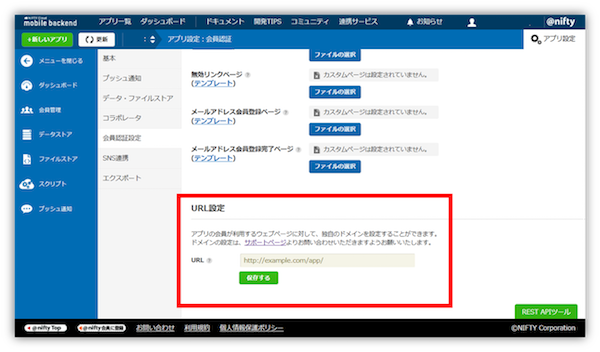 @NIFTY Cloud
mobile backend
アプリ一覧 ダッシュボード ドキュメント 開発TIPS コミュニティ 連携サービス お知らせ @nifty
+新しいアプリ 更新 : アプリ設定：会員認証 アプリ設定
メニューを閉じる
ダッシュボード
会員管理
データストア
ファイルストア
スクリプト
プッシュ通知
基本
プッシュ通知
データ・ファイルストア
コラボレータ
会員認証設定
SNS連携
エクスポート
ファイルの選択
無効リンクページ ?
(テンプレート)
カスタムページは設定されていません。
ファイルの選択
メールアドレス会員登録ページ ?
(テンプレート)
カスタムページは設定されていません。
ファイルの選択
メールアドレス会員登録完了ページ ?
(テンプレート)
カスタムページは設定されていません。
ファイルの選択
URL設定
アプリの会員が利用するウェブページに対して、独自のドメインを設定することができます。
ドメインの設定は、サポートページよりお問い合わせいただきますようお願いいたします。
URL ? http://example.com/app/
保存する
REST APIツール
@nifty Top @nifty会員に登録 お問い合わせ 利用規約 個人情報保護ポリシー ©NIFTY Corporation